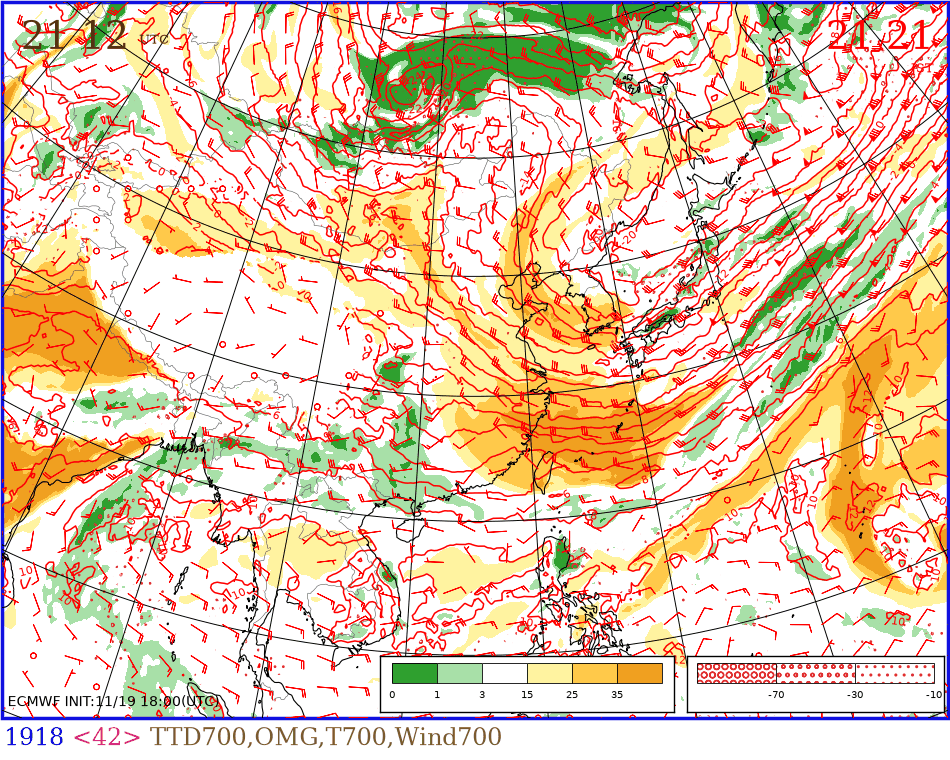 21 12 UTC
21 21
ECMWF INIT:11/19 18:00(UTC)
0 1 3 15 25 35
-70 -30 -10
1918 <42> TTD700,OMG,T700,Wind700